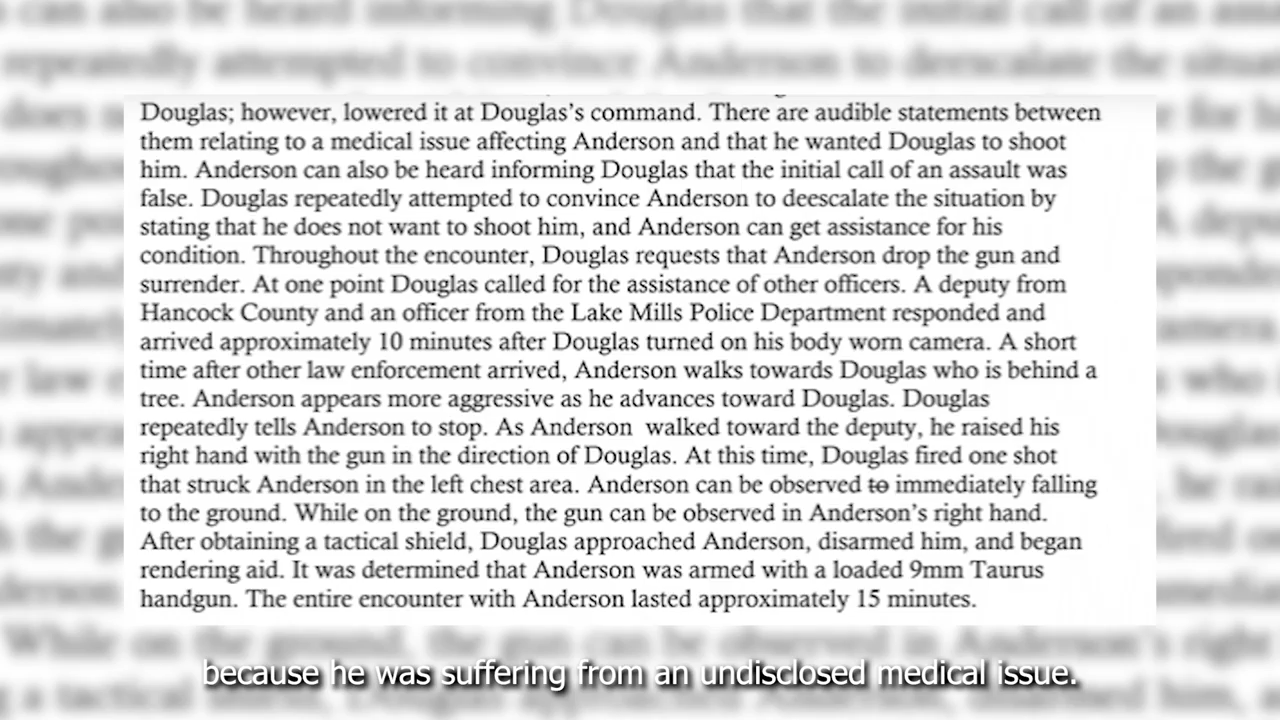 Douglas; however, lowered it at Douglas's command. There are audible statements between
them relating to a medical issue affecting Anderson and that he wanted Douglas to shoot
him. Anderson can also be heard informing Douglas that the initial call of an assault was
false. Douglas repeatedly attempted to convince Anderson to deescalate the situation by
stating that he does not want to shoot him, and Anderson can get assistance for his
condition. Throughout the encounter, Douglas requests that Anderson drop the gun and
surrender. At one point Douglas called for the assistance of other officers. A deputy from
Hancock County and an officer from the Lake Mills Police Department responded and
arrived approximately 10 minutes after Douglas turned on his body worn camera. A short
time after other law enforcement arrived, Anderson walks towards Douglas who is behind a
tree. Anderson appears more aggressive as he advances toward Douglas. Douglas
repeatedly tells Anderson to stop. As Anderson walked toward the deputy, he raised his
right hand with the gun in the direction of Douglas. At this time, Douglas fired one shot
that struck Anderson in the left chest area. Anderson can be observed to immediately falling
to the ground. While on the ground, the gun can be observed in Anderson's right hand.
After obtaining a tactical shield, Douglas approached Anderson, disarmed him, and began
rendering aid. It was determined that Anderson was armed with a loaded 9mm Taurus
handgun. The entire encounter with Anderson lasted approximately 15 minutes.
because he was suffering from an undisclosed medical issue.